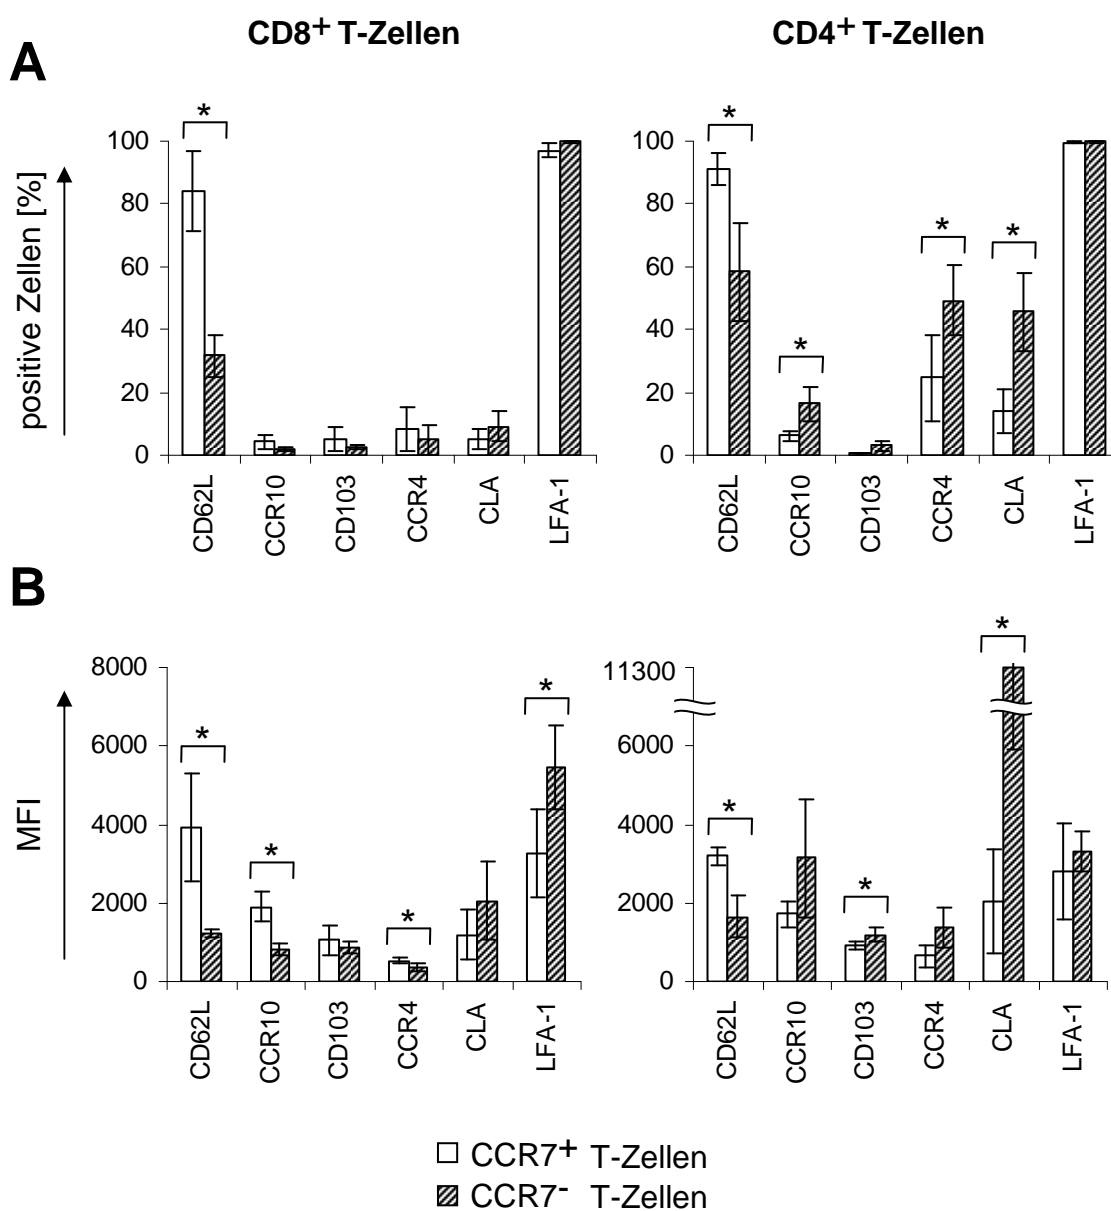 CD8+ T-Zellen
CD4+ T-Zellen
A
positive Zellen [%]
*
100
80
60
40
20
0
CD62L
CCR10
CD103
CCR4
CLA
LFA-1
*
*
*
*
100
80
60
40
20
0
CD62L
CCR10
CD103
CCR4
CLA
LFA-1
B
MFI
*
*
*
*
8000
6000
4000
2000
0
CD62L
CCR10
CD103
CCR4
CLA
LFA-1
*
*
*
11300
6000
4000
2000
0
CD62L
CCR10
CD103
CCR4
CLA
LFA-1
CCR7+ T-Zellen
CCR7- T-Zellen